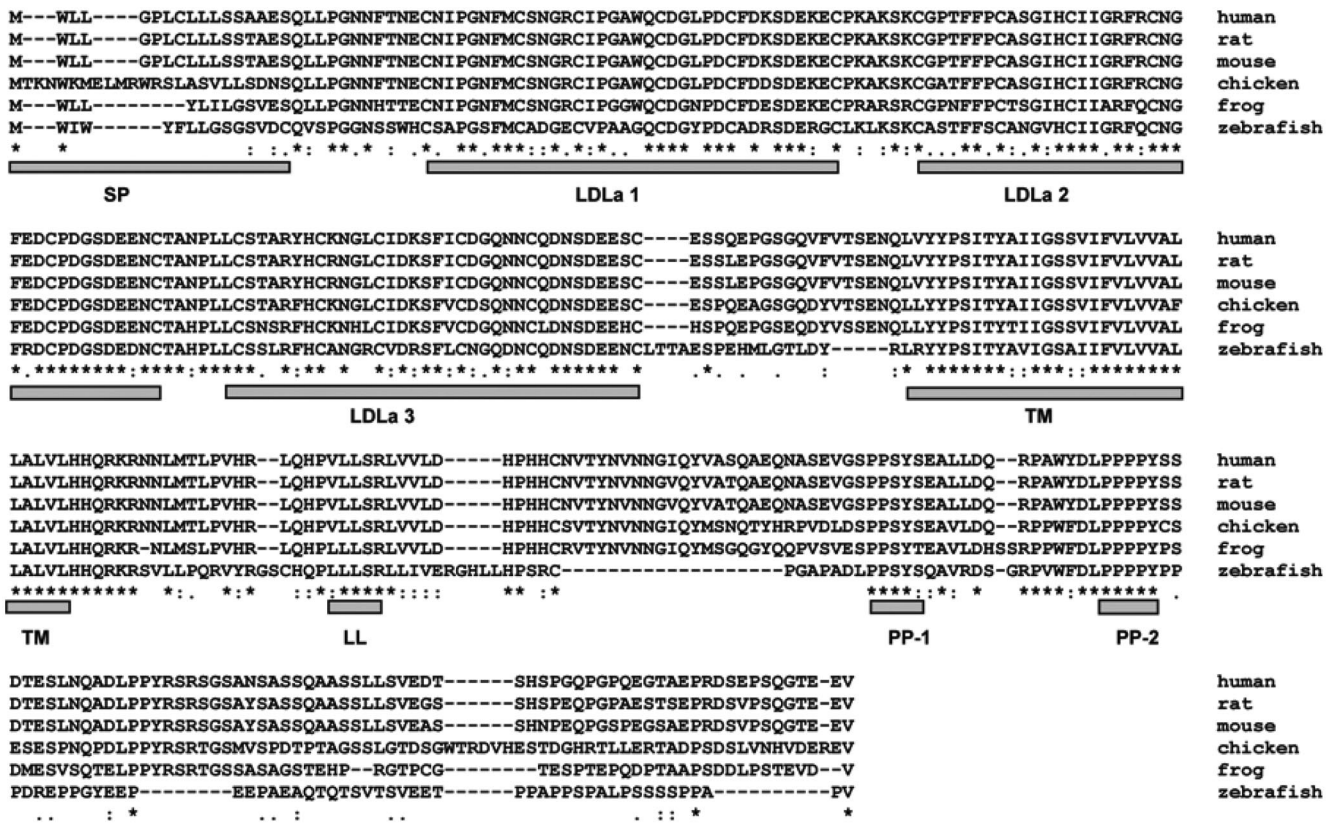 M---WLL----GPLCLLLSSAAESQLLPGNNFTNECNIPGNFMCSNGRCIPGAWQCDGLPDCFDKSDEKECPKAKSKCGPTFFPCASGIHCIIGRFRCNG human
M---WLL----GPLCLLLSSTAESQLLPGNNFTNECNIPGNFMCSNGRCIPGAWQCDGLPDCFDKSDEKECPKAKSKCGPTFFPCASGIHCIIGRFRCNG rat
M---WLL----GPLCLLLSSTAESQLLPGNNFTNECNIPGNFMCSNGRCIPGAWQCDGLPDCFDKSDEKECPKAKSKCGPTFFPCASGIHCIIGRFRCNG mouse
MTKNWKMELMRWRSLASVLLSDNSQLLPGNNFTNECNIPGNFMCSNGRCIPGAWQCDGLPDCFDDSDEKECPKAKSKCGATFFPCASGIHCIIGRFRCNG chicken
M---WLL--------YLILGSVESQLLPGNNHTTECNIPGNFMCSNGRCIPGGWQCDGNPDCFDESDEKECPRARSRCGPNFFPCTSGIHCIIARFQCNG frog
M---WIW------YFLLGSGSVDCQVSPGGNSSWHCSAPGSFMCADGECVPAAGQCDGYPDCADRSDERGCLKLKSKCASTFFSCANGVHCIIGRFQCNG zebrafish
*   *               : :.*: **.* : .*. **.***::*.*:*.. **** *** * ***: * : *:*...**.*:.*:****.**:***
SP LDLa 1 LDLa 2
FEDCPDGSDEENCTANPLLCSTARYHCKNGLCIDKSFICDGQNNCQDNSDEESC----ESSQEPGSGQVFVTSENQLVYYPSITYAIIGSSVIFVLVVAL human
FEDCPDGSDEENCTANPLLCSTARYHCRNGLCIDKSFICDGQNNCQDNSDEESC----ESSLEPGSGQVFVTSENQLVYYPSITYAIIGSSVIFVLVVAL rat
FEDCPDGSDEENCTANPLLCSTARYHCRNGLCIDKSFICDGQNNCQDNSDEESC----ESSLEPGSGQVFVTSENQLVYYPSITYAIIGSSVIFVLVVAL mouse
FEDCPDGSDEENCTANPLLCSTARFHCKNGLCIDKSFVCDSQNNCQDNSDEESC----ESPQEAGSGQDYVTSENQLLYYPSITYAIIGSSVIFVLVVAF chicken
FEDCPDGSDEENCTAHPLLCSNSRFHCKNHLCIDKSFVCDGQNNCLDNSDEEHC----HSPQEPGSEQDYVSSENQLLYYPSITYTIIGSSVIFVLVVAL frog
FRDCPDGSDEDNCTAHPLLCSSLRFHCANGRCVDRSFLCNGQDNCQDNSDEENCLTTAESPEHMLGTLDY-----RLRYYPSITYAVIGSAIIFVLVVAL zebrafish
*.********:****:*****. *:** *  *:*:**:*:.*:** ****** *    .*. .  .   :     :* *******::***::********
LDLa 3 TM
LALVLHHQRKRNNLMTLPVHR--LQHPVLLSRLVVLD-----HPHHCNVTYNVNNGIQYVASQAEQNASEVGSPPSYSEALLDQ--RPAWYDLPPPPYSS human
LALVLHHQRKRNNLMTLPVHR--LQHPVLLSRLVVLD-----HPHHCNVTYNVNNGVQYVATQAEQNASEVGSPPSYSEALLDQ--RPAWYDLPPPPYSS rat
LALVLHHQRKRNNLMTLPVHR--LQHPVLLSRLVVLD-----HPHHCNVTYNVNNGVQYVATQAEQNASEVGSPPSYSEALLDQ--RPAWYDLPPPPYSS mouse
LALVLHHQRKRNNLMTLPVHR--LQHPVLLSRLVVLD-----HPHHCSVTYNVNNGIQYMSNQTYHRPVDLDSPPSYSEAVLDQ--RPPWFDLPPPPYCS chicken
LALVLHHQRKR-NLMSLPVHR--LQHPLLLSRLVVLD-----HPHHCRVTYNVNNGIQYMSGQGYQQPVSVESPPSYTEAVLDHSSRPPWFDLPPPPYPS frog
LALVLHHQRKRSVLLPQRVYRGSCHQPLLLSRLLIVERGHLLHPSRC-------------------PGAPADLPPSYSQAVRDS-GRPVWFDLPPPPYPP zebrafish
*********** *:.  *:*   ::*:*****::::     ** :*                      ****::*: *   ** *:******* .
TM LL PP-1 PP-2
DTESLNQADLPPYRSRSGSANSASSQAASSLLSVEDT------SHSPGQPGPQEGTAEPRDSEPSQGTE-EV human
DTESLNQADLPPYRSRSGSAYSASSQAASSLLSVEGS------SHSPEQPGPAESTSEPRDSVPSQGTE-EV rat
DTESLNQADLPPYRSRSGSAYSASSQAASSLLSVEAS------SHNPEQPGSPEGSAEPRDSVPSQGTE-EV mouse
ESESPNQPDLPPYRSRTGSMVSPDTPTAGSSLGTDSGWTRDVHESTDGHRTLLERTADPSDSLVNHVDEREV chicken
DMESVSQTELPPYRSRTGSSASAGSTEHP--RGTPCG--------TESPTEPQDPTAAPSDDLPSTEVD--V frog
PDREPPGYEEP--------EEPAEAQTQTSVTSVEET------PPAPPSPALPSSSSPPA--------PV zebrafish
.. : *          .. :       ..                    . :: *            *